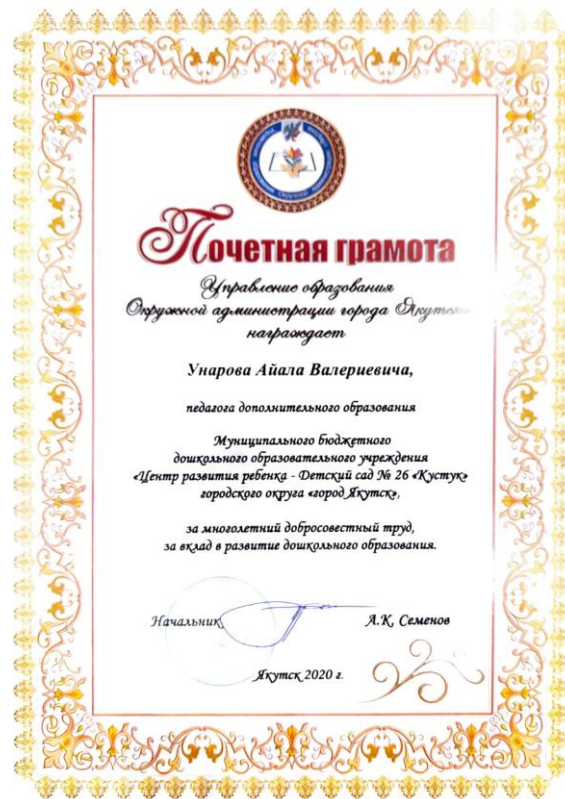 Почетная грамота
Управление образования
Окружной администрации города Якутска
награждает
Унарова Айала Валериевича,
педагога дополнительного образования
Муниципального бюджетного
дошкольного образовательного учреждения
«Центр развития ребенка - Детский сад № 26 «Кустук»
городского округа «город Якутск»,
за многолетний добросовестный труд,
за вклад в развитие дошкольного образования.
Начальник А.К. Семенов
Якутск 2020 г.